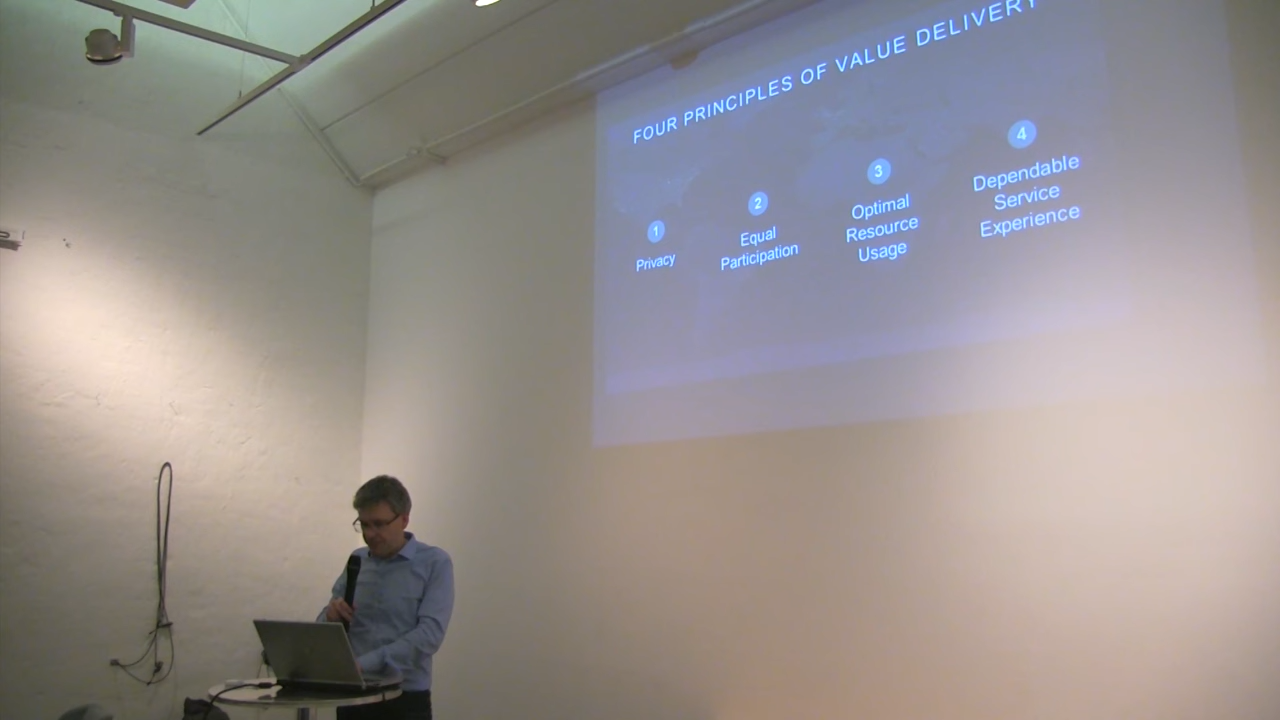 FOUR PRINCIPLES OF VALUE DELIVERY
1
Privacy
2
Equal
Participation
3
Optimal
Resource
Usage
4
Dependable
Service
Experience